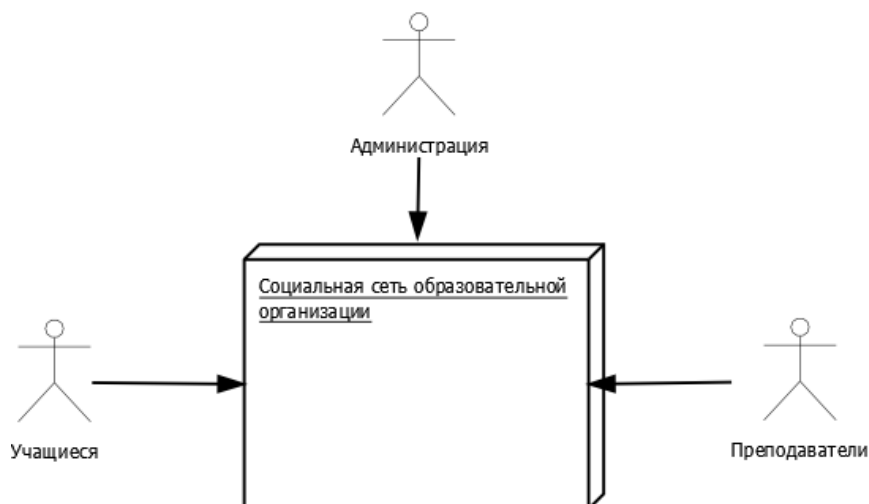 Администрация
Социальная сеть образовательной
организации
Учащиеся
Преподаватели